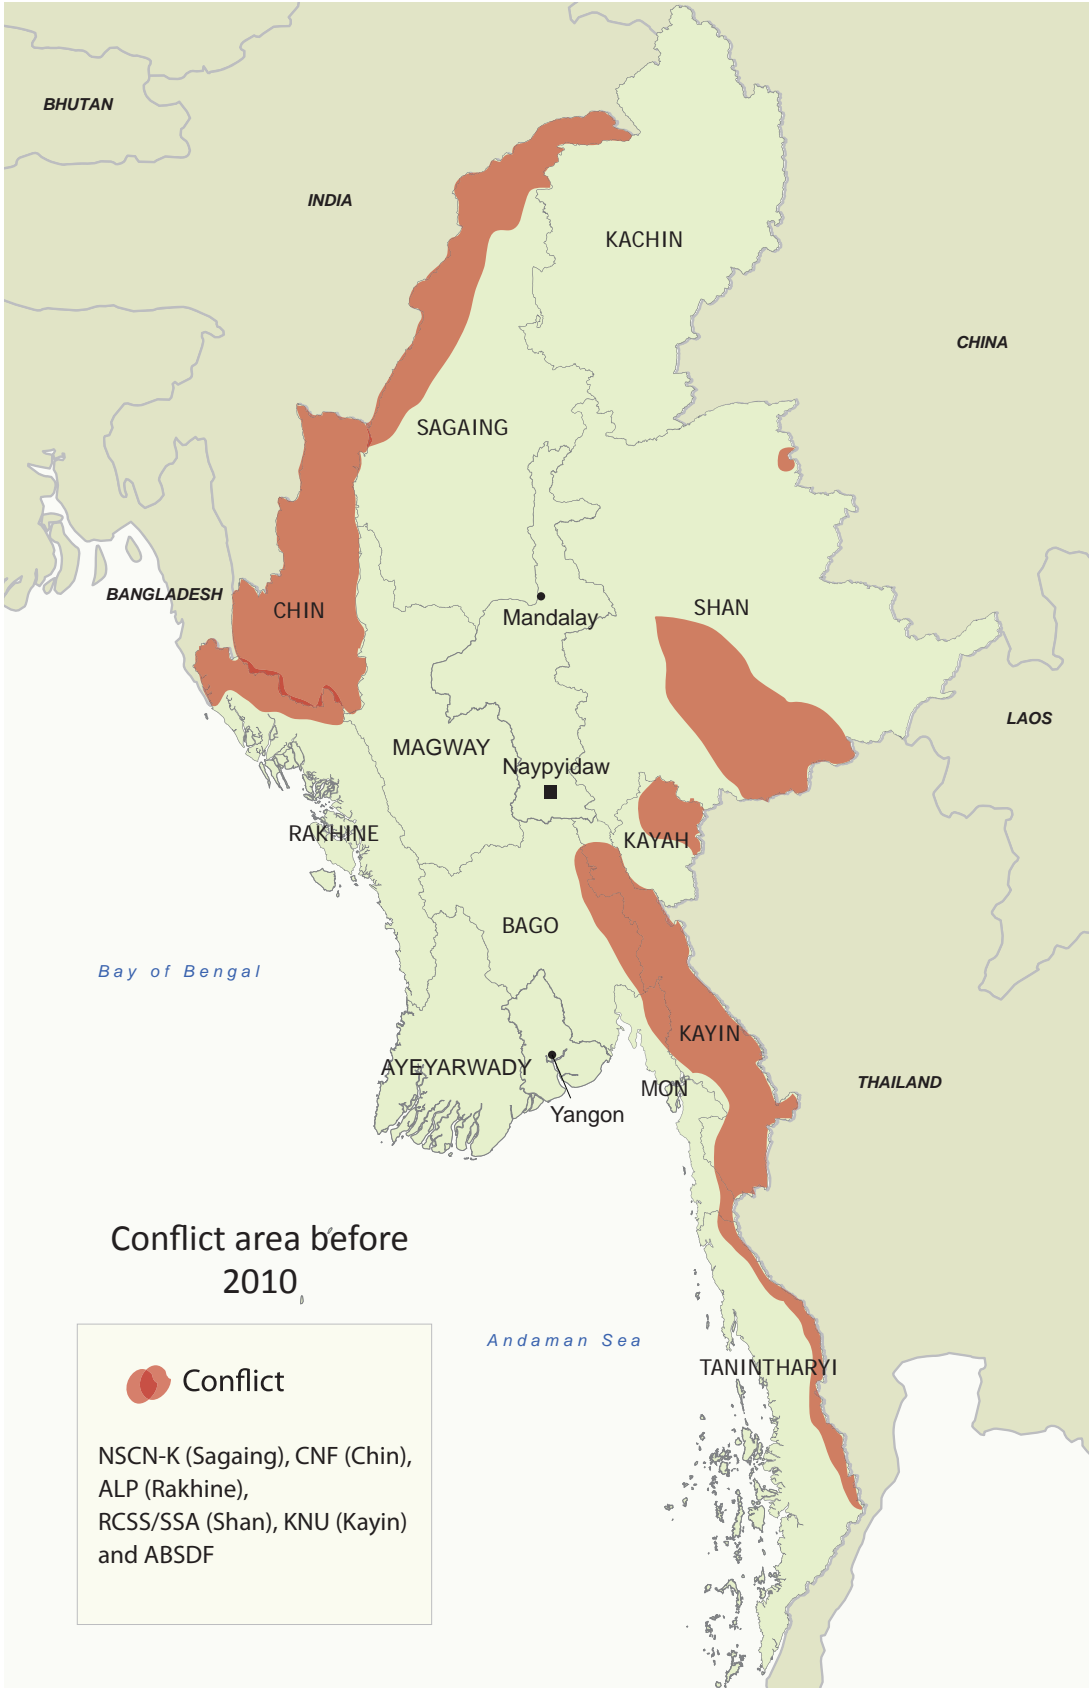 BHUTAN
INDIA
KACHIN
CHINA
SAGAING
BANGLADESH
CHIN
Mandalay
SHAN
LAOS
MAGWAY
Naypyidaw
RAKHINE
KAYAH
BAGO
Bay of Bengal
KAYIN
AYEYARWADY
THAILAND
MON
Yangon
Conflict area before
2010
Andaman Sea
TANINTHARYI
Conflict
NSCN-K (Sagaing), CNF (Chin),
ALP (Rakhine),
RCSS/SSA (Shan), KNU (Kayin)
and ABSDF